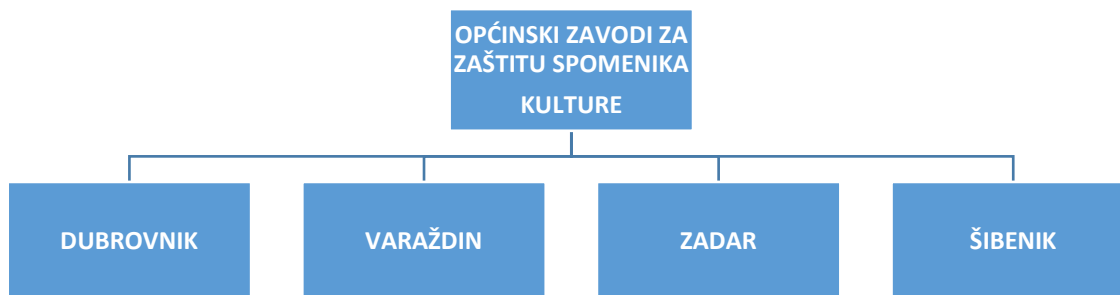 OPĆINSKI ZAVODI ZA
ZAŠTITU SPOMENIKA
KULTURE
DUBROVNIK
VARAŽDIN
ZADAR
ŠIBENIK